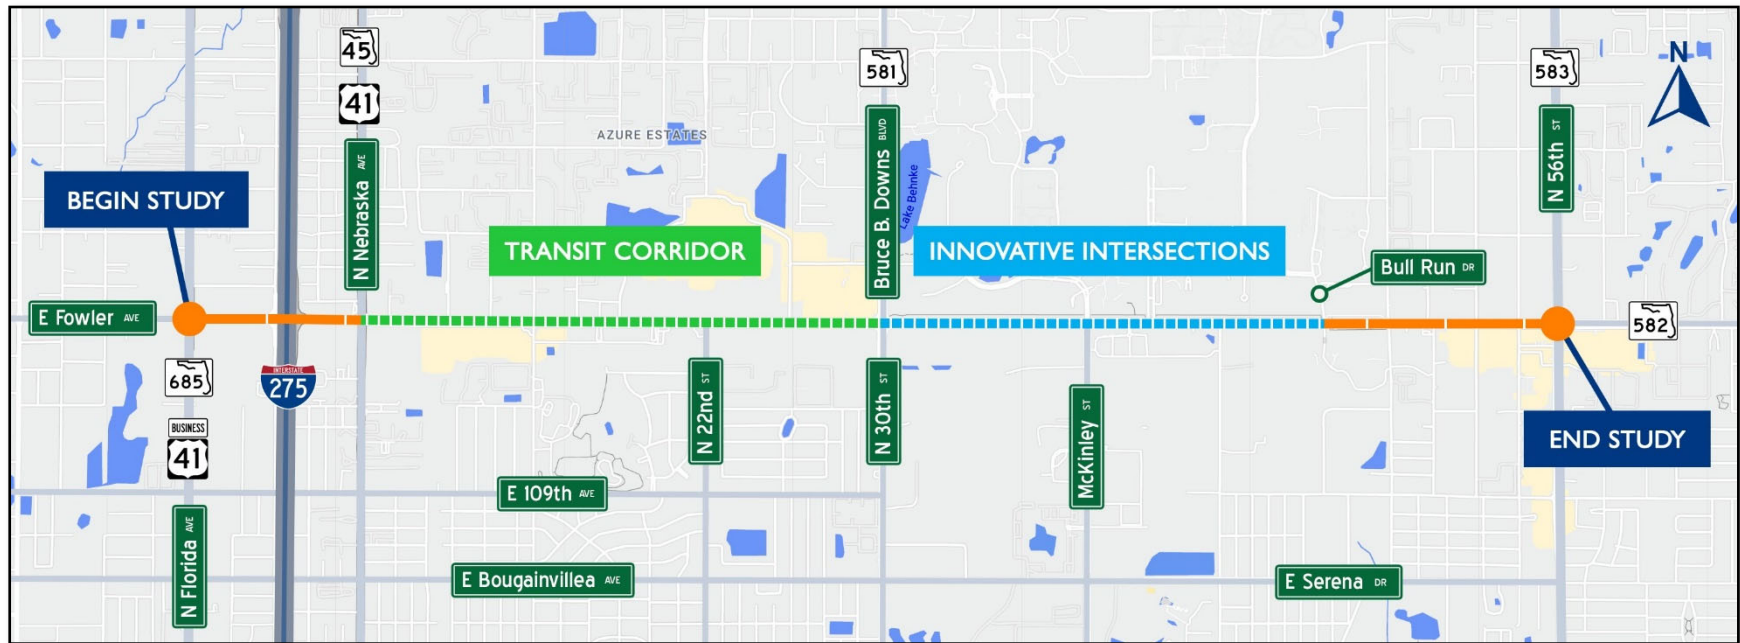 45
41
581
583
N
AZURE ESTATES
N Nebraska AVE
Bruce B. Downs BLVD
N 56th ST
Lake Behnke
BEGIN STUDY
TRANSIT CORRIDOR
INNOVATIVE INTERSECTIONS
Bull Run DR
E Fowler AVE
582
685
INTERSTATE
275
BUSINESS
41
N 22nd ST
N 30th ST
McKinley ST
END STUDY
E 109th AVE
N Florida AVE
E Bougainvillea AVE
E Serena DR